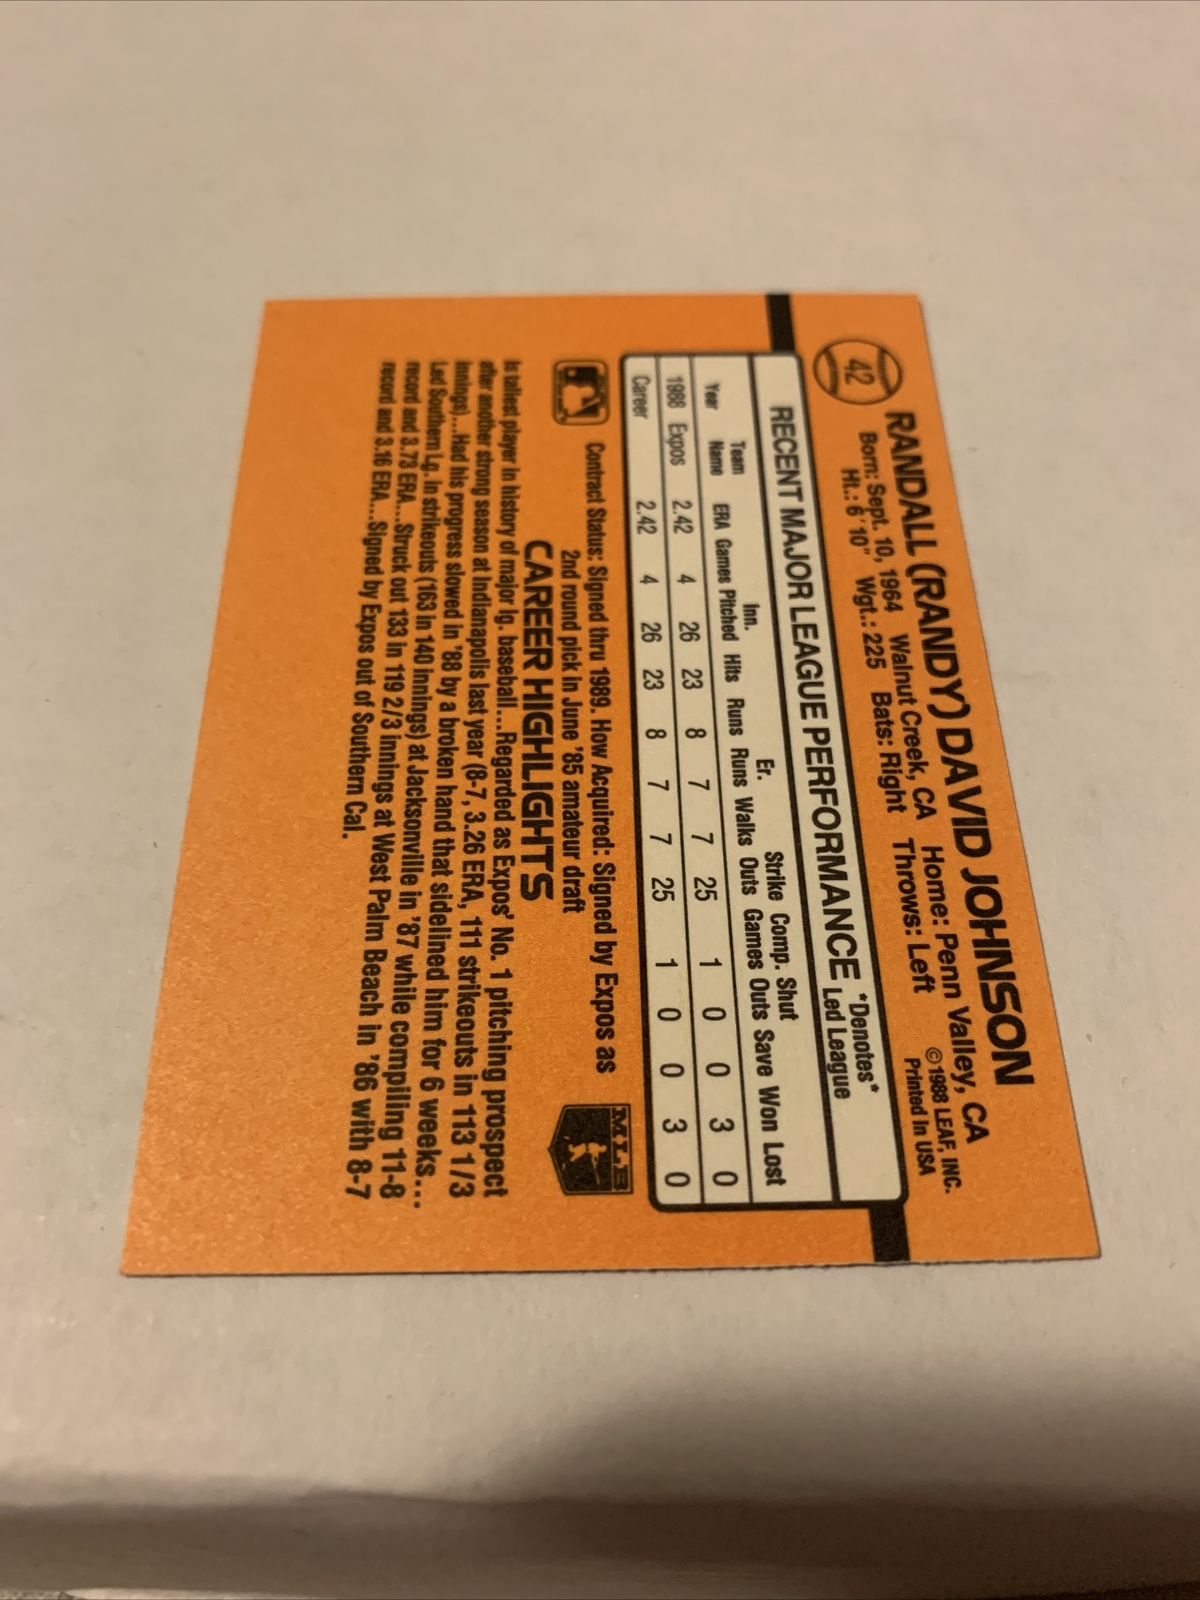 42
RANDALL (RANDY) DAVID JOHNSON
Born: Sept. 10, 1964 Walnut Creek, CA Home: Penn Valley, CA
Ht.: 6'10" Wgt.: 225 Bats: Right Throws: Left
©1988 LEAF, INC.
Printed in USA
RECENT MAJOR LEAGUE PERFORMANCE *Denotes*
Led League
Team Inn. Er. Strike Comp. Shut
Year Name ERA Games Pitched Hits Runs Runs Walks Outs Games Outs Save Won Lost
1988 Expos 2.42 4 26 23 8 7 7 25 1 0 0 3 0
Career 2.42 4 26 23 8 7 7 25 1 0 0 3 0
Contract Status: Signed thru 1989. How Acquired: Signed by Expos as
2nd round pick in June '85 amateur draft
MLB
CAREER HIGHLIGHTS
Is tallest player in history of major lg. baseball...Regarded as Expos' No. 1 pitching prospect
after another strong season at Indianapolis last year (8-7, 3.26 ERA, 111 strikeouts in 113 1/3
innings)...Had his progress slowed in '88 by a broken hand that sidelined him for 6 weeks...
Led Southern Lg. in strikeouts (163 in 140 innings) at Jacksonville in '87 while compiling 11-8
record and 3.73 ERA...Struck out 133 in 119 2/3 innings at West Palm Beach in '86 with 8-7
record and 3.16 ERA...Signed by Expos out of Southern Cal.